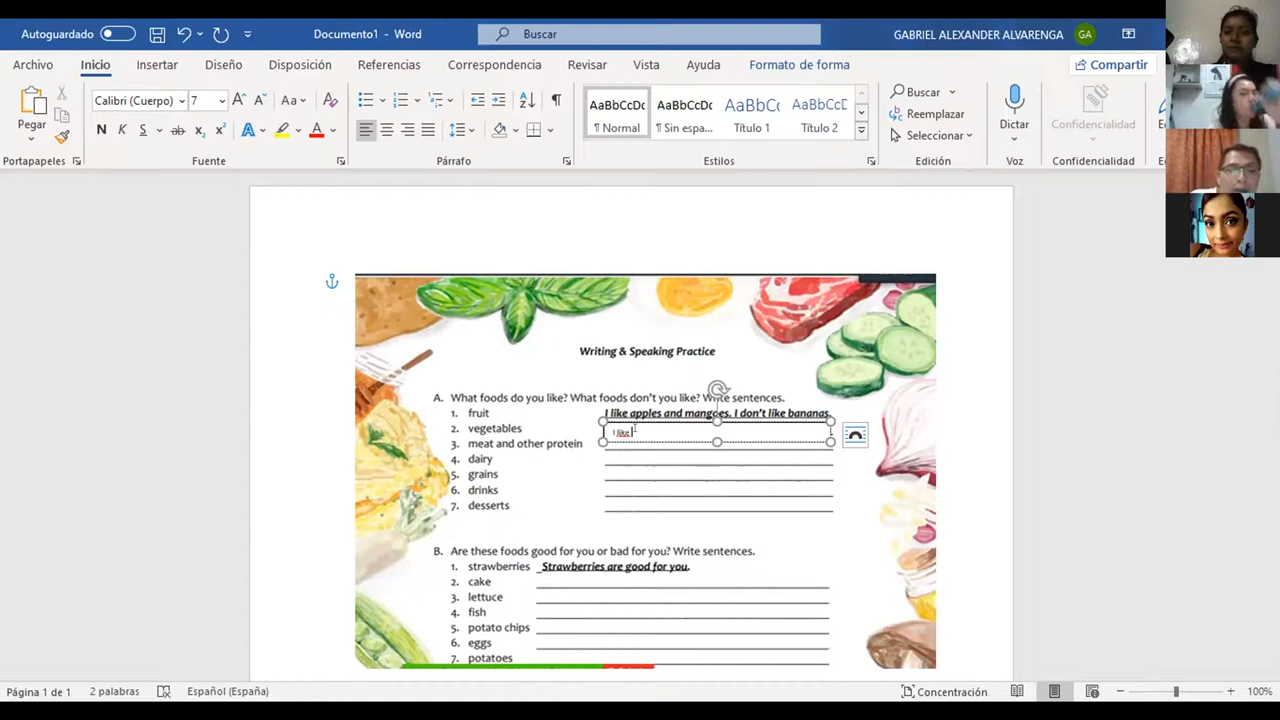 Autoguardado
Documento1 - Word
Buscar
GABRIEL ALEXANDER ALVARENGA
GA
Archivo
Inicio
Insertar
Diseño
Disposición
Referencias
Correspondencia
Revisar
Vista
Ayuda
Formato de forma
Compartir
Pegar
Calibri (Cuerpo)
7
Aa
N K S ab x₂ x²
AaBbCcDc
¶ Normal
AaBbCcDc
¶ Sin espa...
AaBbCc
Título 1
AaBbCcD
Título 2
Buscar
Reemplazar
Seleccionar
Dictar
Confidencialidad
Portapapeles
Fuente
Párrafo
Estilos
Edición
Voz
Confidencialidad
Writing & Speaking Practice
A. What foods do you like? What foods don't you like? Write sentences.
1. fruit I like apples and mangoes. I don't like bananas.
2. vegetables I like
3. meat and other protein
4. dairy
5. grains
6. drinks
7. desserts
B. Are these foods good for you or bad for you? Write sentences.
1. strawberries _Strawberries are good for you.
2. cake
3. lettuce
4. fish
5. potato chips
6. eggs
7. potatoes
Página 1 de 1
2 palabras
Español (España)
Concentración
100%